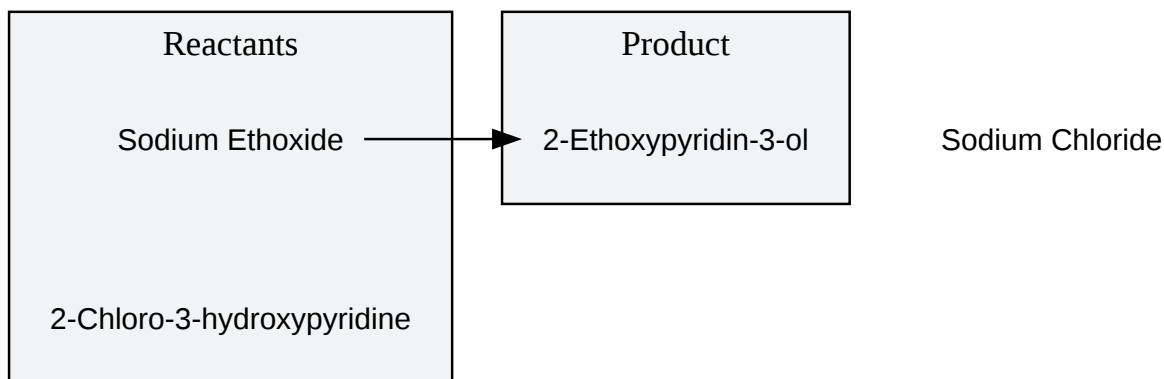 Reactants
Product
Sodium Ethoxide
2-Ethoxypyridin-3-ol
Sodium Chloride
2-Chloro-3-hydroxypyridine